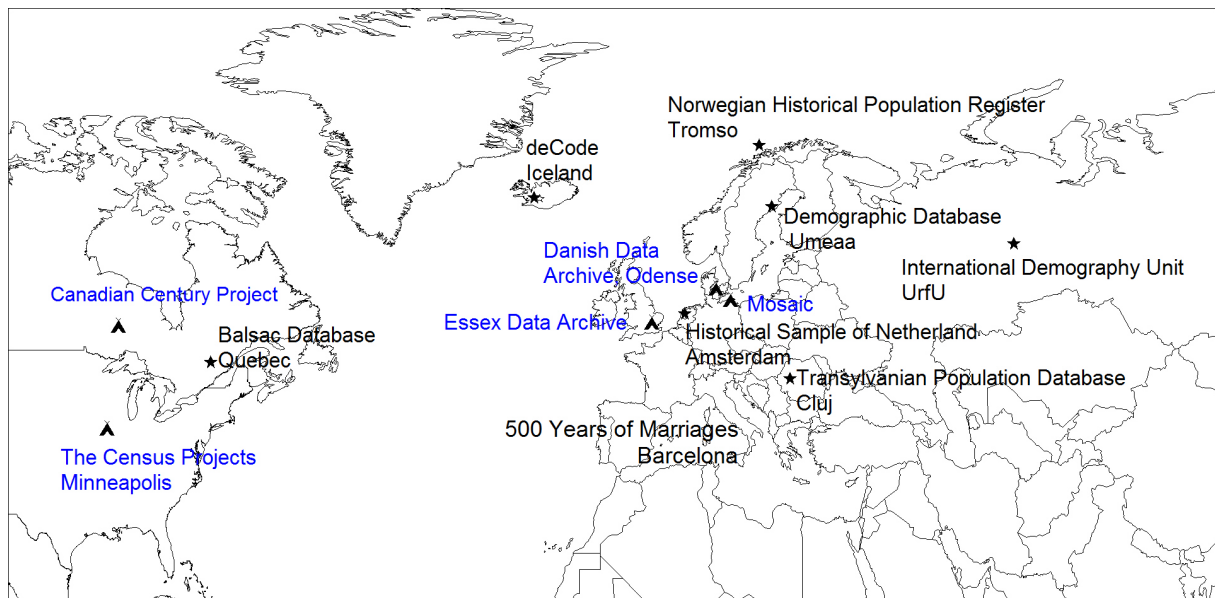 Norwegian Historical Population Register
Tromso
deCode
Iceland
Demographic Database
Umeaa
Danish Data
Archive, Odense
International Demography Unit
UrfU
Canadian Century Project
Mosaic
Essex Data Archive
Historical Sample of Netherland
Amsterdam
Balsac Database
Quebec
Transylvanian Population Database
Cluj
500 Years of Marriages
Barcelona
The Census Projects
Minneapolis